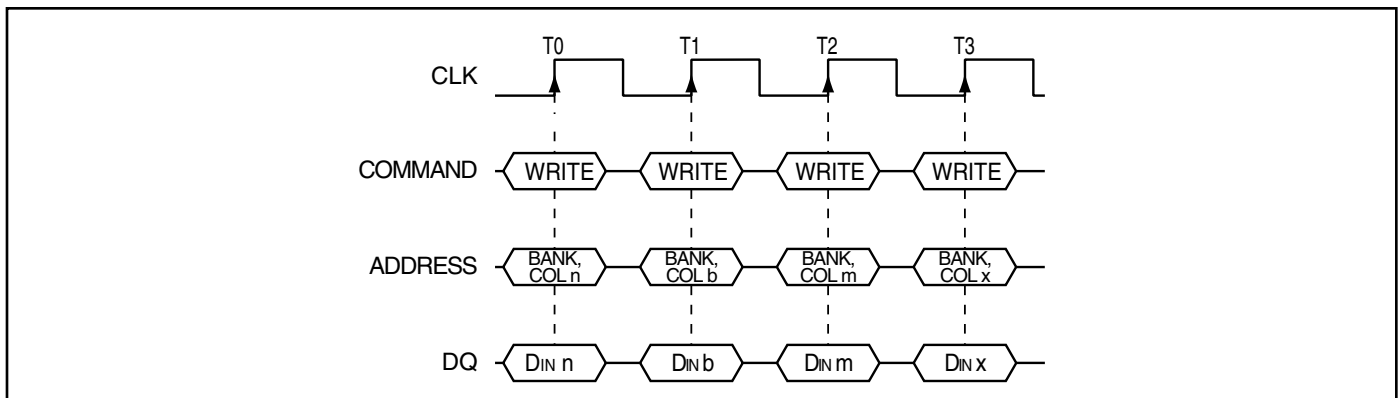 T0 T1 T2 T3
CLK
COMMAND WRITE WRITE WRITE WRITE
ADDRESS BANK, COL n BANK, COL b BANK, COL m BANK, COL x
DQ DIN n DIN b DIN m DIN x